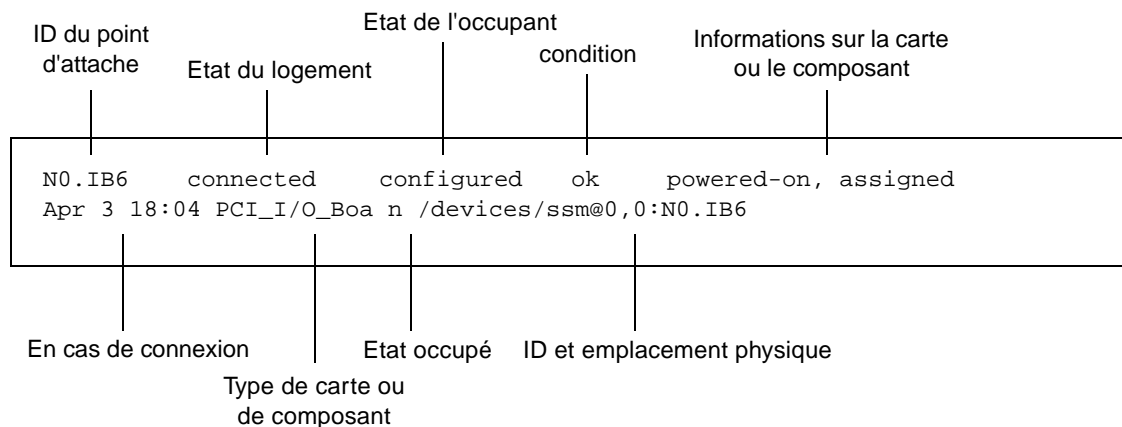 ID du point
d'attache
Etat du logement
Etat de l'occupant
condition
Informations sur la carte
ou le composant
N0.IB6 connected configured ok powered-on, assigned
Apr 3 18:04 PCI_I/O_Boa n /devices/ssm@0,0:N0.IB6
En cas de connexion
Type de carte ou
de composant
Etat occupé
ID et emplacement physique